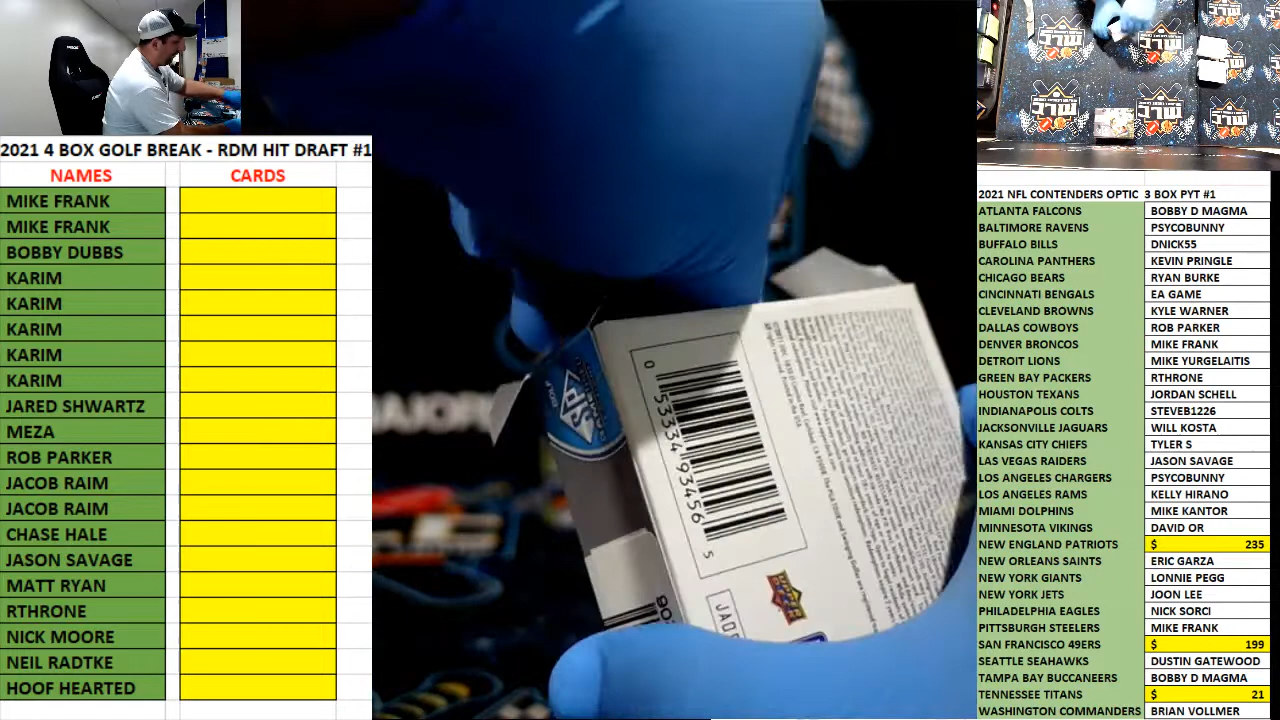 2021 4 BOX GOLF BREAK - RDM HIT DRAFT #1
NAMES CARDS
MIKE FRANK
MIKE FRANK
BOBBY DUBBS
KARIM
KARIM
KARIM
KARIM
KARIM
JARED SHWARTZ
MEZA
ROB PARKER
JACOB RAIM
JACOB RAIM
CHASE HALE
JASON SAVAGE
MATT RYAN
RTHRONE
NICK MOORE
NEIL RADTKE
HOOF HEARTED
MAJOR
SP
0 53334 93456 5
UPPER DECK
2021 NFL CONTENDERS OPTIC 3 BOX PYT #1
ATLANTA FALCONS BOBBY D MAGMA
BALTIMORE RAVENS PSYCOBUNNY
BUFFALO BILLS DNICK55
CAROLINA PANTHERS KEVIN PRINGLE
CHICAGO BEARS RYAN BURKE
CINCINNATI BENGALS EA GAME
CLEVELAND BROWNS KYLE WARNER
DALLAS COWBOYS ROB PARKER
DENVER BRONCOS MIKE FRANK
DETROIT LIONS MIKE YURGELAITIS
GREEN BAY PACKERS RTHRONE
HOUSTON TEXANS JORDAN SCHELL
INDIANAPOLIS COLTS STEVEB1226
JACKSONVILLE JAGUARS WILL KOSTA
KANSAS CITY CHIEFS TYLER S
LAS VEGAS RAIDERS JASON SAVAGE
LOS ANGELES CHARGERS PSYCOBUNNY
LOS ANGELES RAMS KELLY HIRANO
MIAMI DOLPHINS MIKE KANTOR
MINNESOTA VIKINGS DAVID OR
NEW ENGLAND PATRIOTS $ 235
NEW ORLEANS SAINTS ERIC GARZA
NEW YORK GIANTS LONNIE PEGG
NEW YORK JETS JOON LEE
PHILADELPHIA EAGLES NICK SORCI
PITTSBURGH STEELERS MIKE FRANK
SAN FRANCISCO 49ERS $ 199
SEATTLE SEAHAWKS DUSTIN GATEWOOD
TAMPA BAY BUCCANEERS BOBBY D MAGMA
TENNESSEE TITANS $ 21
WASHINGTON COMMANDERS BRIAN VOLLMER